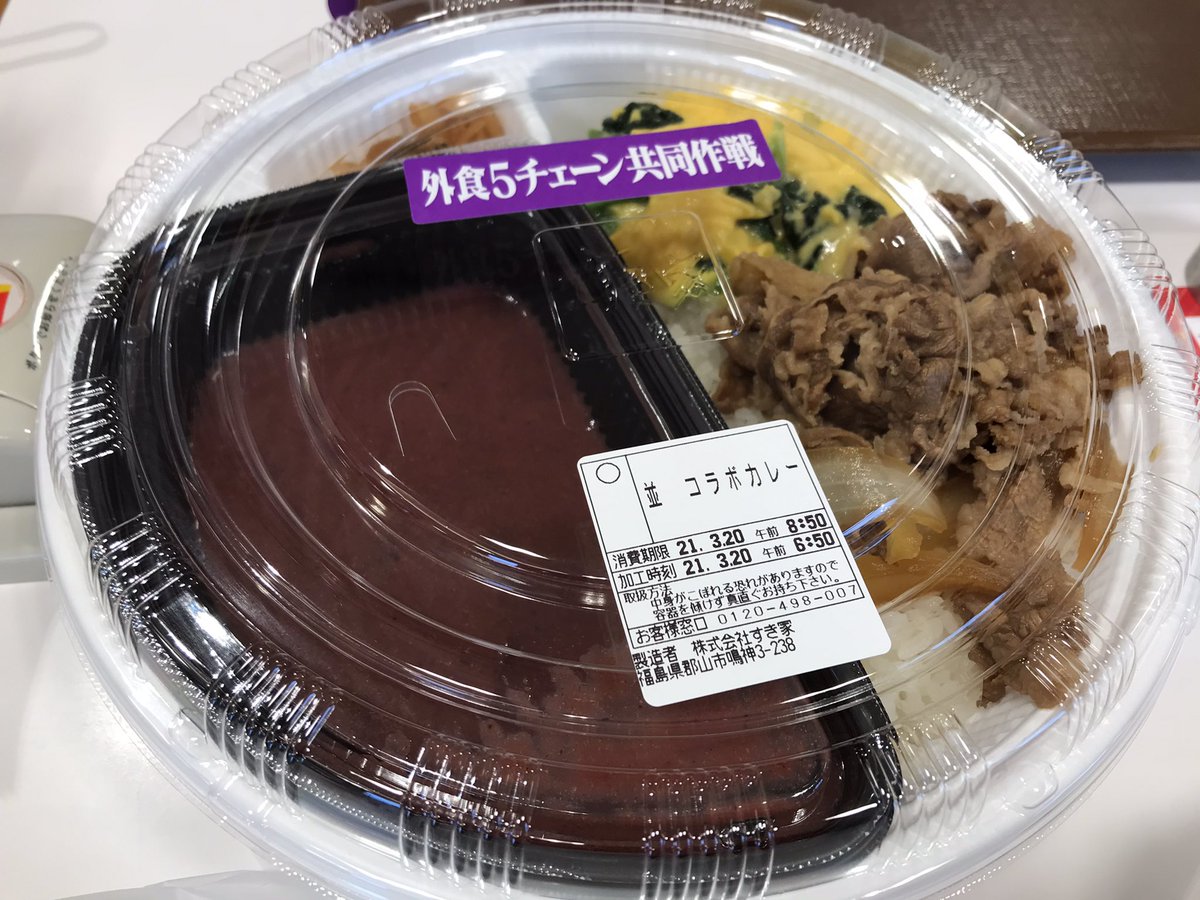 外食5チェーン共同作戦
並 コラボカレー
消費期限 21. 3.20 午前 8:50
加工時刻 21. 3.20 午前 6:50
取扱方法
中身がこぼれる恐れがありますので
容器を傾けず真直ぐお持ち下さい。
お客様窓口 0120-498-007
製造者 株式会社すき家
福島県郡山市鳴神3-238